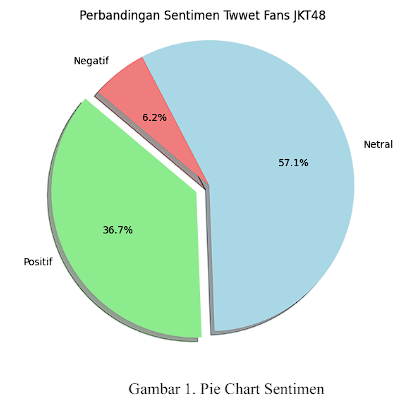 Perbandingan Sentimen Twwet Fans JKT48
Negatif
6.2%
Netral
57.1%
36.7%
Positif
Gambar 1. Pie Chart Sentimen